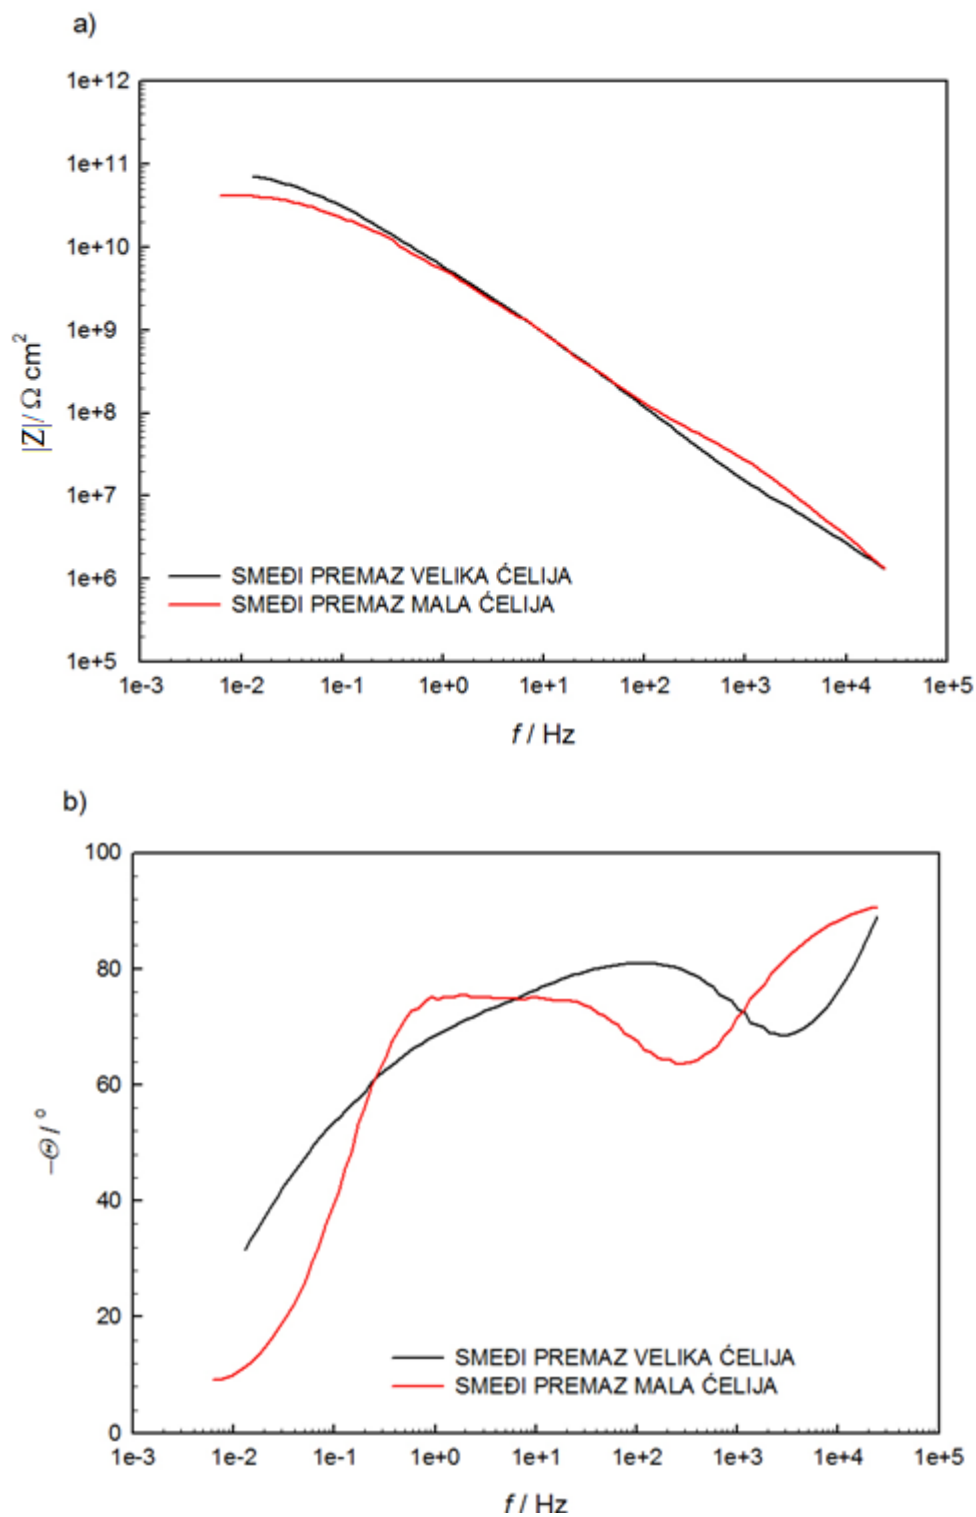 a)
1e+12
1e+11
1e+10
1e+9
1e+8
1e+7
1e+6
1e+5
|Z|/ Ω cm²
SMEĐI PREMAZ VELIKA ĆELIJA
SMEĐI PREMAZ MALA ĆELIJA
1e-3 1e-2 1e-1 1e+0 1e+1 1e+2 1e+3 1e+4 1e+5
f / Hz
b)
100
80
60
40
20
0
−Θ / °
SMEĐI PREMAZ VELIKA ĆELIJA
SMEĐI PREMAZ MALA ĆELIJA
1e-3 1e-2 1e-1 1e+0 1e+1 1e+2 1e+3 1e+4 1e+5
f / Hz